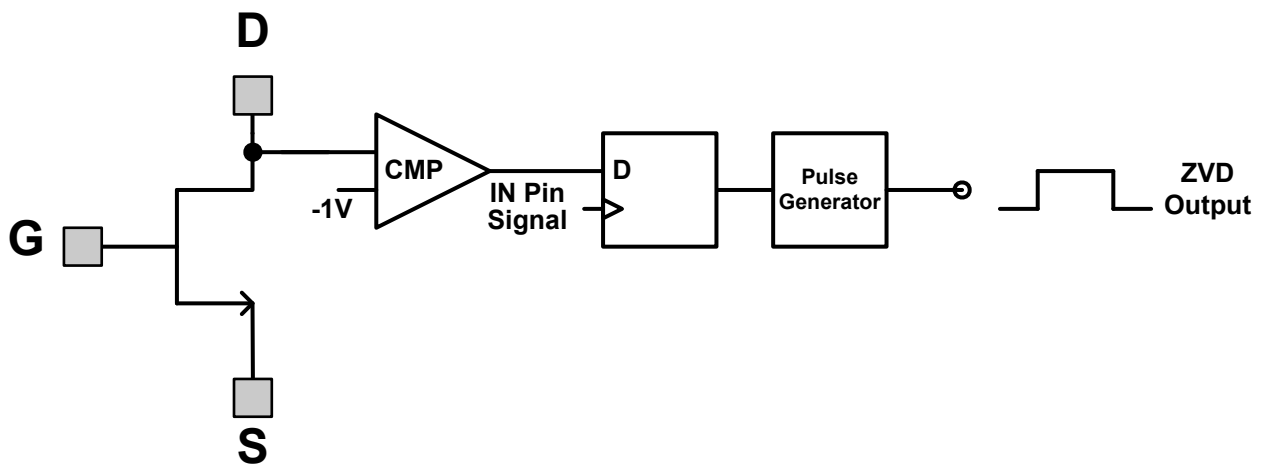 D
G
S
CMP
-1V
IN Pin
Signal
D
Pulse
Generator
ZVD
Output